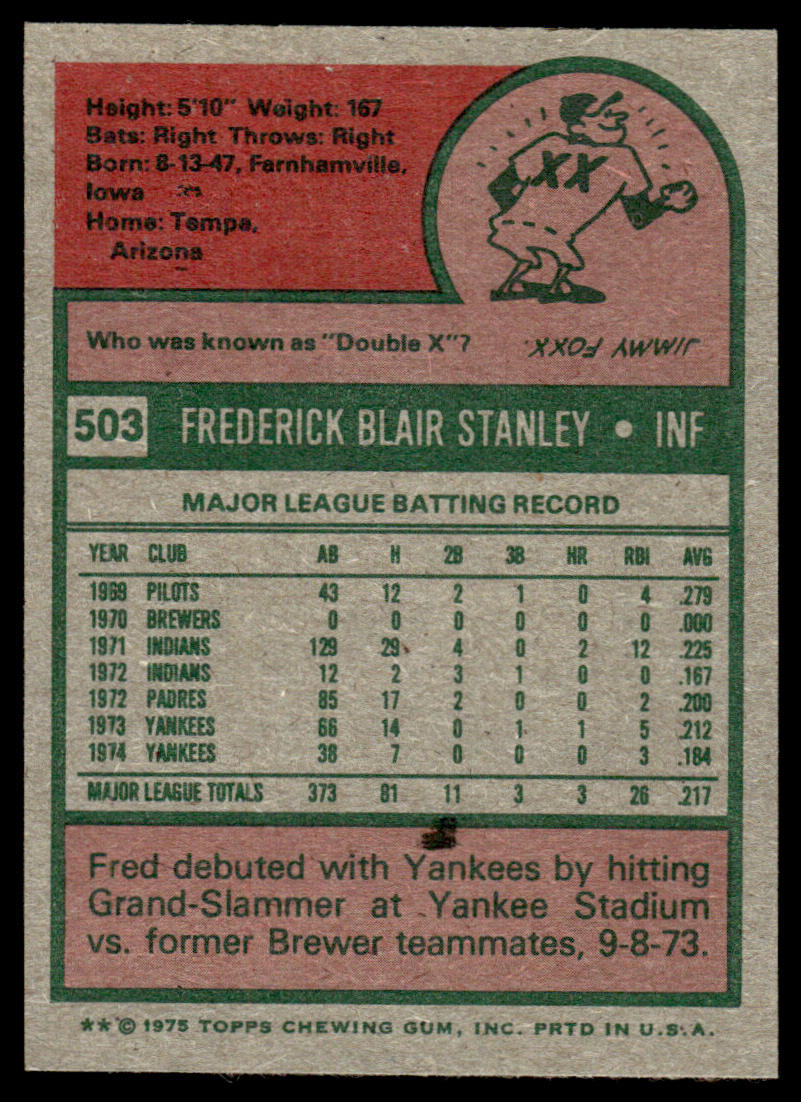 Height: 5'10" Weight: 167
Bats: Right Throws: Right
Born: 8-13-47, Farnhamville,
Iowa
Home: Tempe,
Arizona
XX
Who was known as "Double X"? JIMMY FOXX.
503 FREDERICK BLAIR STANLEY • INF
MAJOR LEAGUE BATTING RECORD
YEAR CLUB AB H 2B 3B HR RBI AVG
1969 PILOTS 43 12 2 1 0 4 .279
1970 BREWERS 0 0 0 0 0 0 .000
1971 INDIANS 129 29 4 0 2 12 .225
1972 INDIANS 12 2 3 1 0 0 .167
1972 PADRES 85 17 2 0 0 2 .200
1973 YANKEES 66 14 0 1 1 5 .212
1974 YANKEES 38 7 0 0 0 3 .184
MAJOR LEAGUE TOTALS 373 81 11 3 3 26 .217
Fred debuted with Yankees by hitting
Grand-Slammer at Yankee Stadium
vs. former Brewer teammates, 9-8-73.
** © 1975 TOPPS CHEWING GUM, INC. PRTD IN U.S.A.